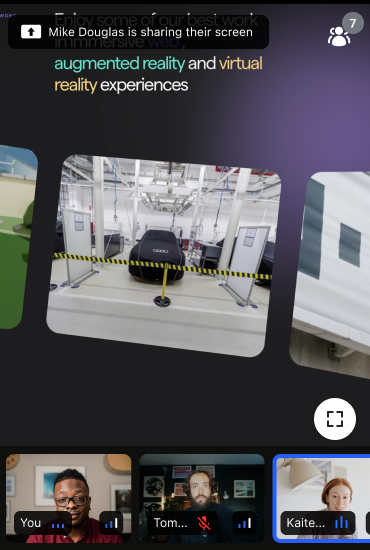 Enjoy some of our best work
Mike Douglas is sharing their screen
7
in immersive web,
augmented reality and virtual
reality experiences
You
Tom...
Kaite...